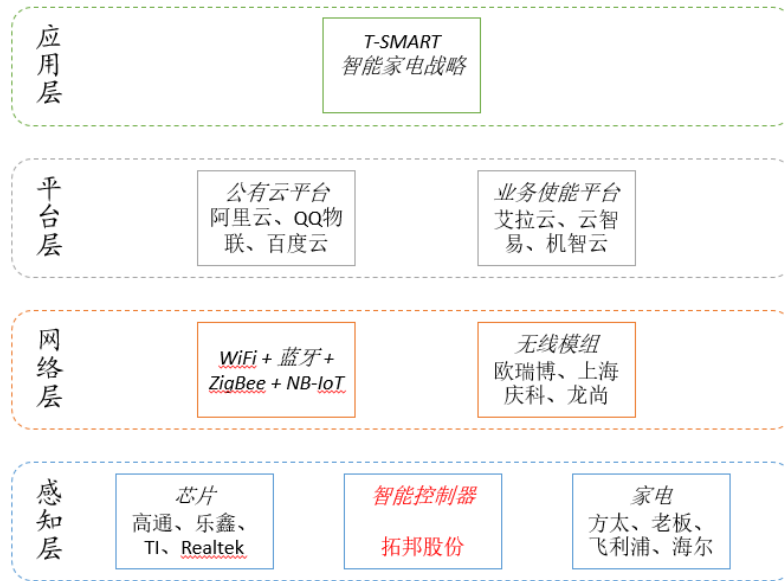 应用层
T-SMART
智能家电战略
平台层
公有云平台
阿里云、QQ物
联、百度云
业务使能平台
艾拉云、云智
易、机智云
网络层
WiFi + 蓝牙 +
ZigBee + NB-IoT
无线模组
欧瑞博、上海
庆科、龙尚
感知层
芯片
高通、乐鑫、
TI、Realtek
智能控制器
拓邦股份
家电
方太、老板、
飞利浦、海尔